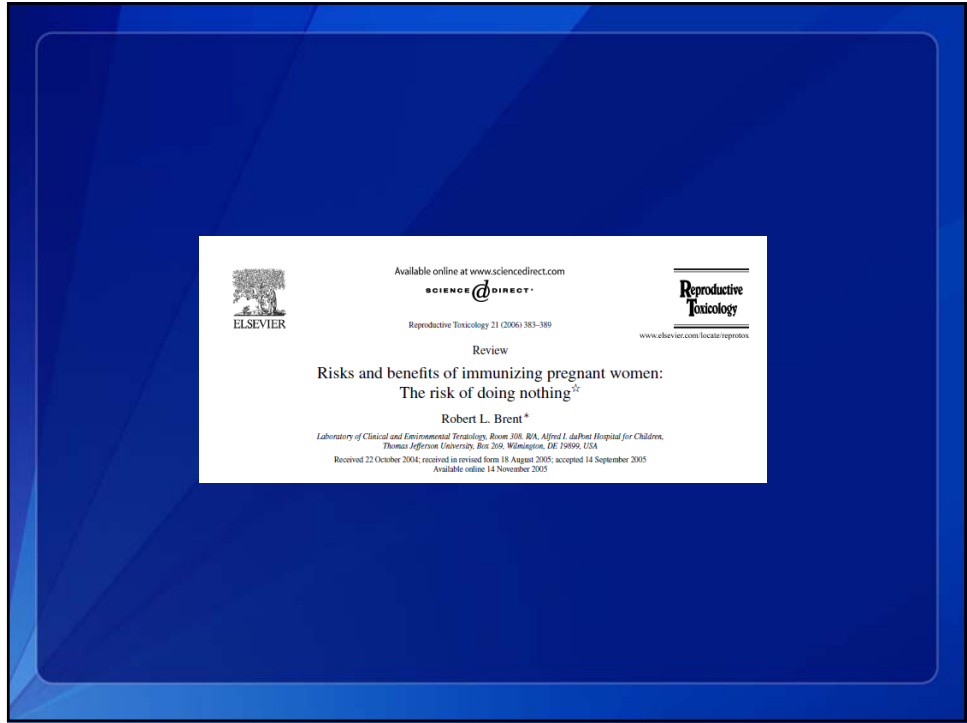 Available online at www.sciencedirect.com
SCIENCE @ DIRECT•
ELSEVIER
Reproductive
Toxicology
Reproductive Toxicology 21 (2006) 383–389
www.elsevier.com/locate/reprotox
Review
Risks and benefits of immunizing pregnant women:
The risk of doing nothing☆
Robert L. Brent*
Laboratory of Clinical and Environmental Teratology, Room 308. R/A, Alfred I. duPont Hospital for Children,
Thomas Jefferson University, Box 269, Wilmington, DE 19899, USA
Received 22 October 2004; received in revised form 18 August 2005; accepted 14 September 2005
Available online 14 November 2005